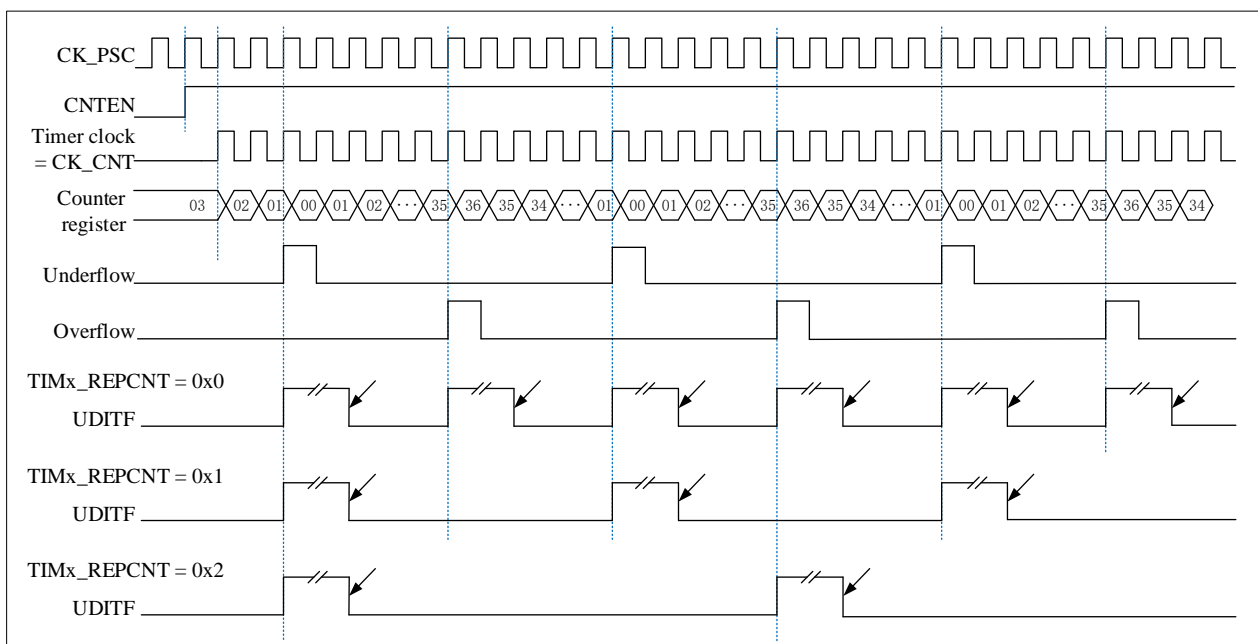 CK_PSC
CNTEN
Timer clock
= CK_CNT
Counter
register
03 02 01 00 01 02 ··· 35 36 35 34 ··· 01 00 01 02 ··· 35 36 35 34 ··· 01 00 01 02 ··· 35 36 35 34
Underflow
Overflow
TIMx_REPCNT = 0x0
UDITF
TIMx_REPCNT = 0x1
UDITF
TIMx_REPCNT = 0x2
UDITF